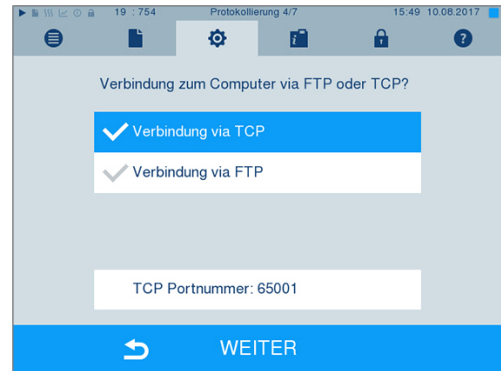 19 : 754 Protokollierung 4/7 15:49 10.08.2017
Verbindung zum Computer via FTP oder TCP?
Verbindung via TCP
Verbindung via FTP
TCP Portnummer: 65001
WEITER